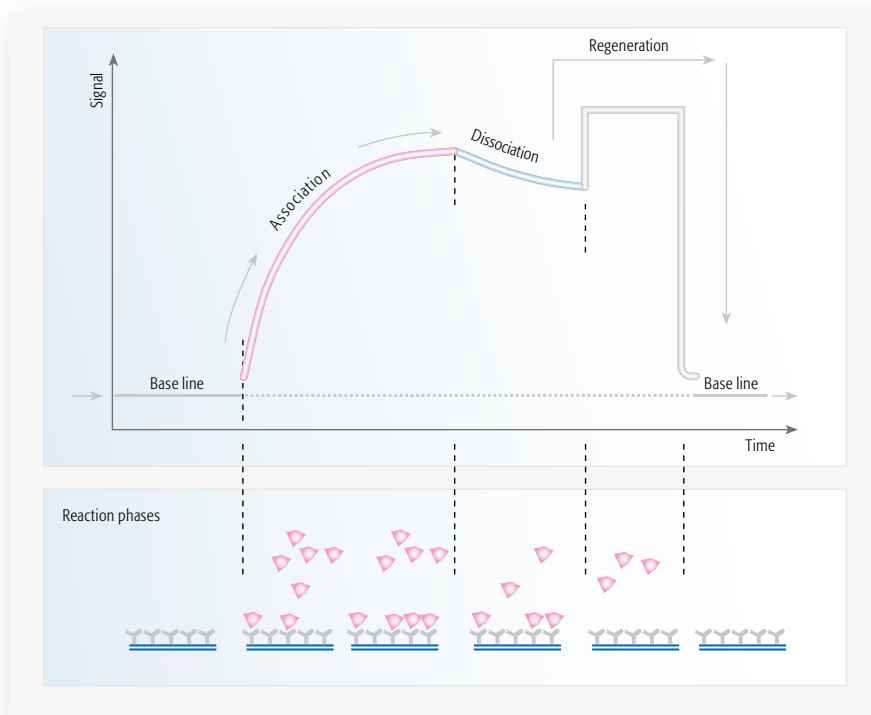 Regeneration
Signal
Dissociation
Association
Base line
Base line
Time
Reaction phases